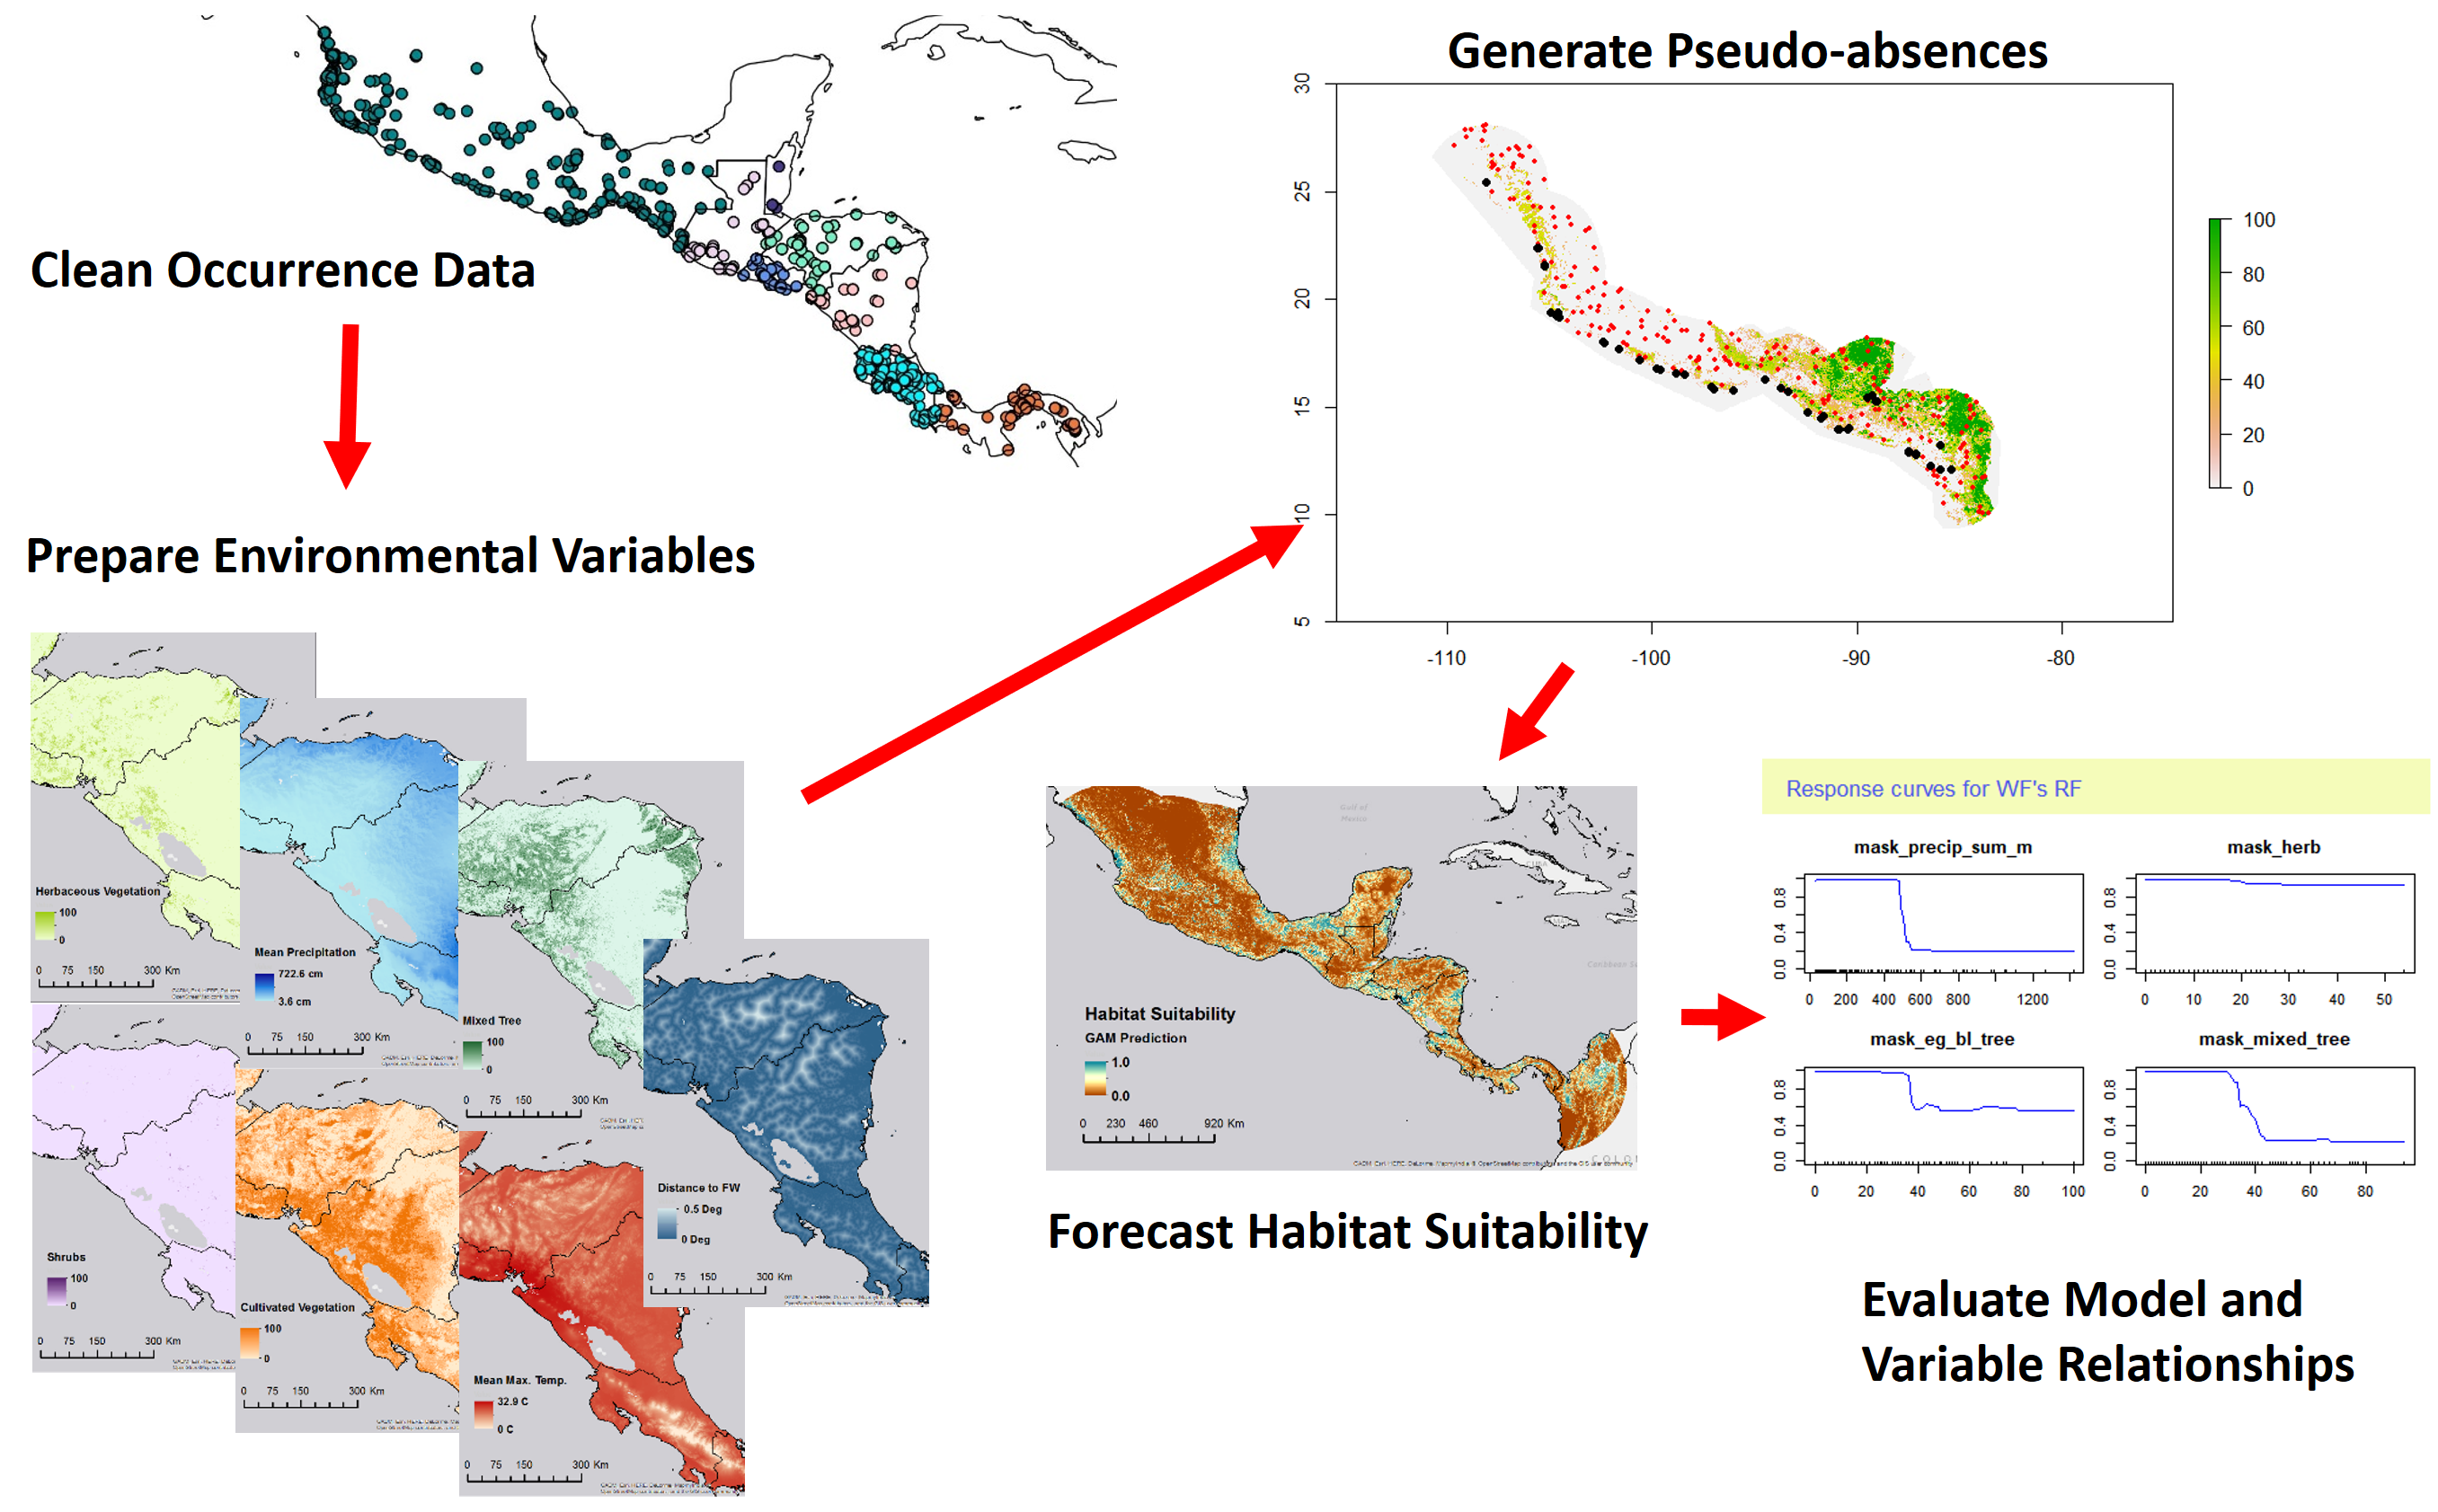 Clean Occurrence Data
Generate Pseudo-absences
30
25
20
15
10
5
-110
-100
-90
-80
100
80
60
40
20
0
Prepare Environmental Variables
Herbaceous Vegetation
100
0
0 75 150 300 Km
Mean Precipitation
722.6 cm
3.6 cm
0 75 150 300 Km
Mixed Tree
100
0
0 75 150 300 Km
Distance to FW
0.5 Deg
0 Deg
0 75 150 300 Km
Shrubs
100
0
0 75 150 300 Km
Cultivated Vegetation
100
0
0 75 150 300 Km
Mean Max. Temp.
32.9 C
0 C
0 75 150 300 Km
Gulf of
Mexico
Habitat Suitability
GAM Prediction
1.0
0.0
0 230 460 920 Km
Forecast Habitat Suitability
Response curves for WF's RF
mask_precip_sum_m
0.8
0.4
0.0
0 200 400 600 800 1200
mask_herb
0.8
0.4
0.0
0 10 20 30 40 50
mask_eg_bl_tree
0.8
0.4
0.0
0 20 40 60 80 100
mask_mixed_tree
0.8
0.4
0.0
0 20 40 60 80
Evaluate Model and
Variable Relationships